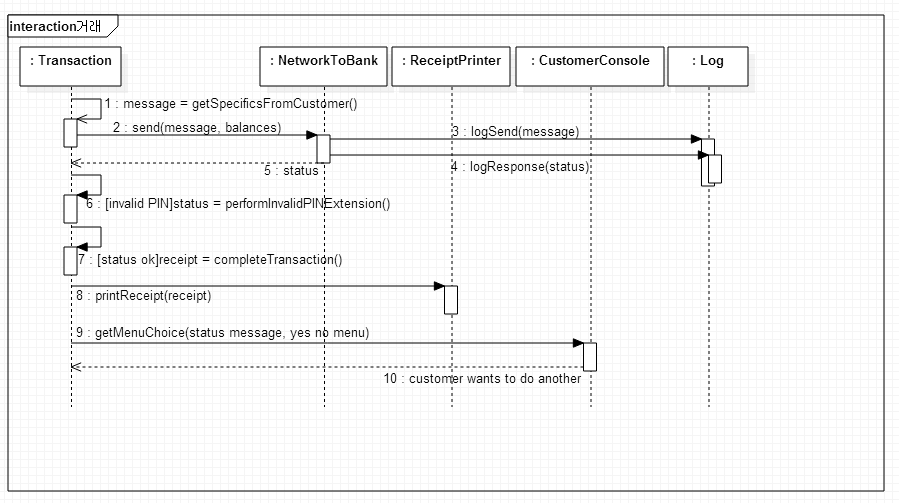 interaction거래
: Transaction
: NetworkToBank
: ReceiptPrinter
: CustomerConsole
: Log
1 : message = getSpecificsFromCustomer()
2 : send(message, balances)
3 : logSend(message)
4 : logResponse(status)
5 : status
6 : [invalid PIN]status = performInvalidPINExtension()
7 : [status ok]receipt = completeTransaction()
8 : printReceipt(receipt)
9 : getMenuChoice(status message, yes no menu)
10 : customer wants to do another